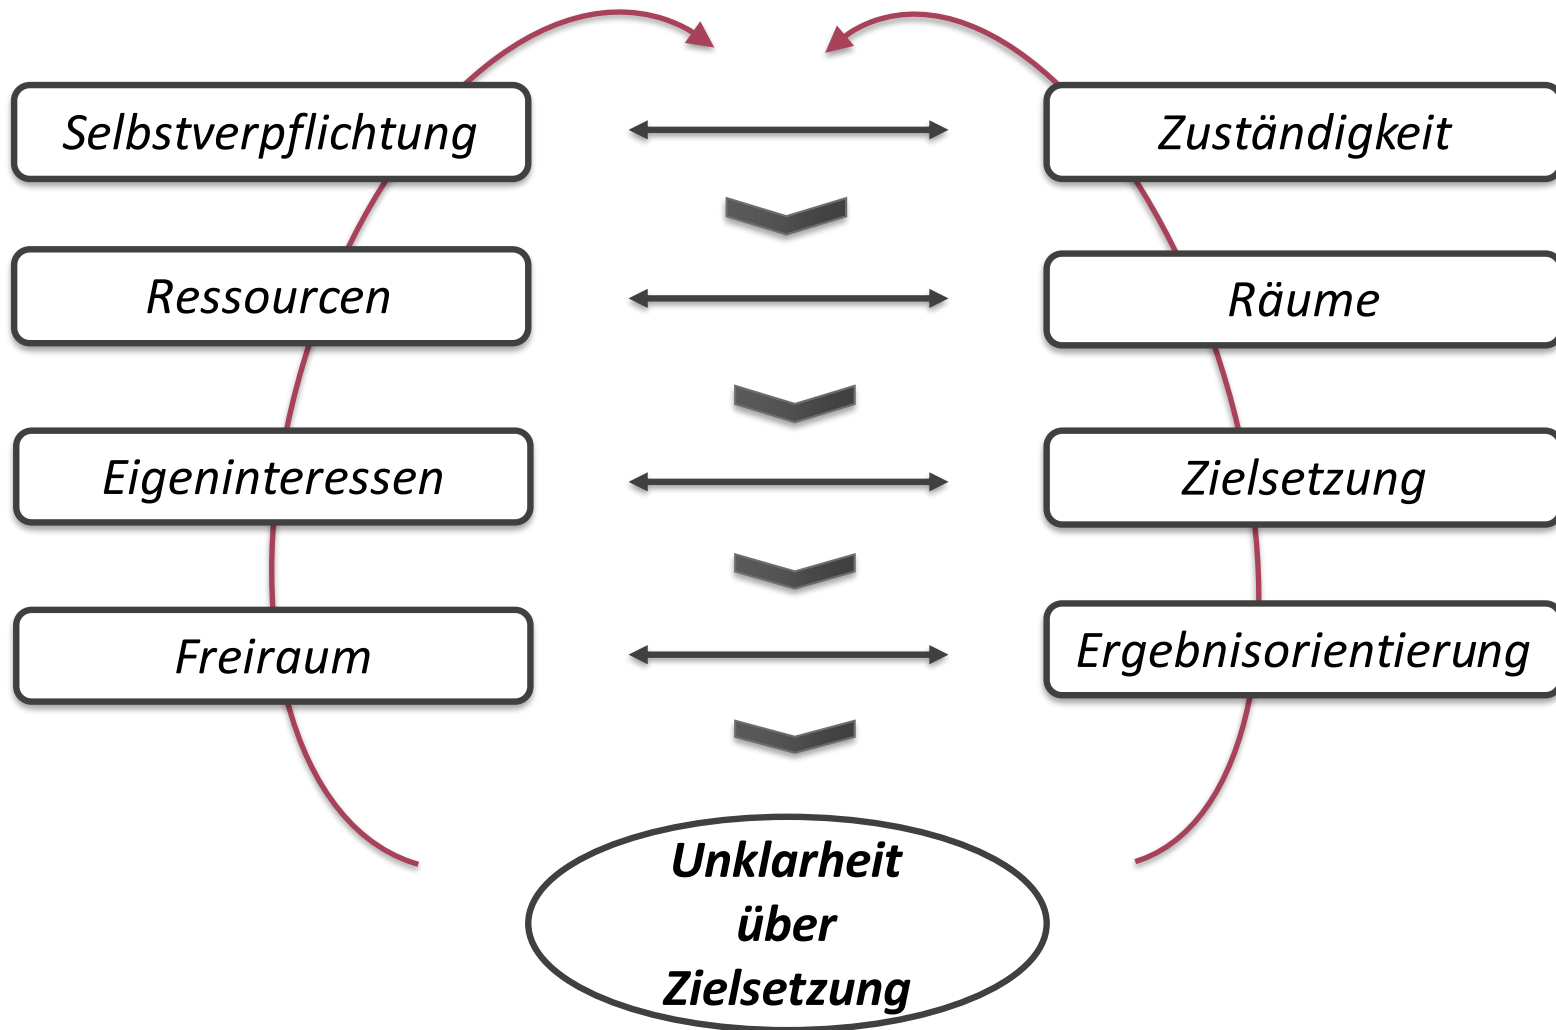 Selbstverpflichtung
Zuständigkeit
Ressourcen
Räume
Eigeninteressen
Zielsetzung
Freiraum
Ergebnisorientierung
Unklarheit
über
Zielsetzung